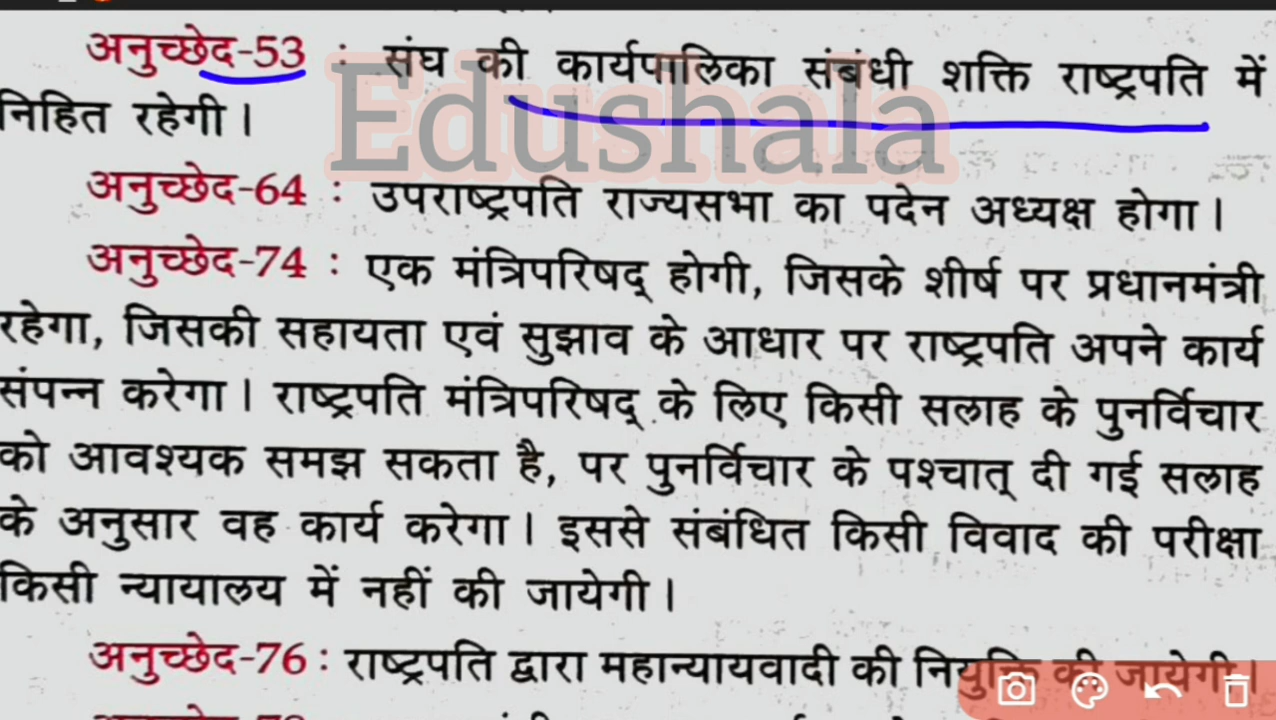 अनुच्छेद-53 : संघ की कार्यपालिका संबंधी शक्ति राष्ट्रपति में
निहित रहेगी।
Edushala
अनुच्छेद-64 : उपराष्ट्रपति राज्यसभा का पदेन अध्यक्ष होगा।
अनुच्छेद-74 : एक मंत्रिपरिषद् होगी, जिसके शीर्ष पर प्रधानमंत्री
रहेगा, जिसकी सहायता एवं सुझाव के आधार पर राष्ट्रपति अपने कार्य
संपन्न करेगा। राष्ट्रपति मंत्रिपरिषद् के लिए किसी सलाह के पुनर्विचार
को आवश्यक समझ सकता है, पर पुनर्विचार के पश्चात् दी गई सलाह
के अनुसार वह कार्य करेगा। इससे संबंधित किसी विवाद की परीक्षा
किसी न्यायालय में नहीं की जायेगी।
अनुच्छेद-76 : राष्ट्रपति द्वारा महान्यायवादी की नियुक्ति की जायेगी।